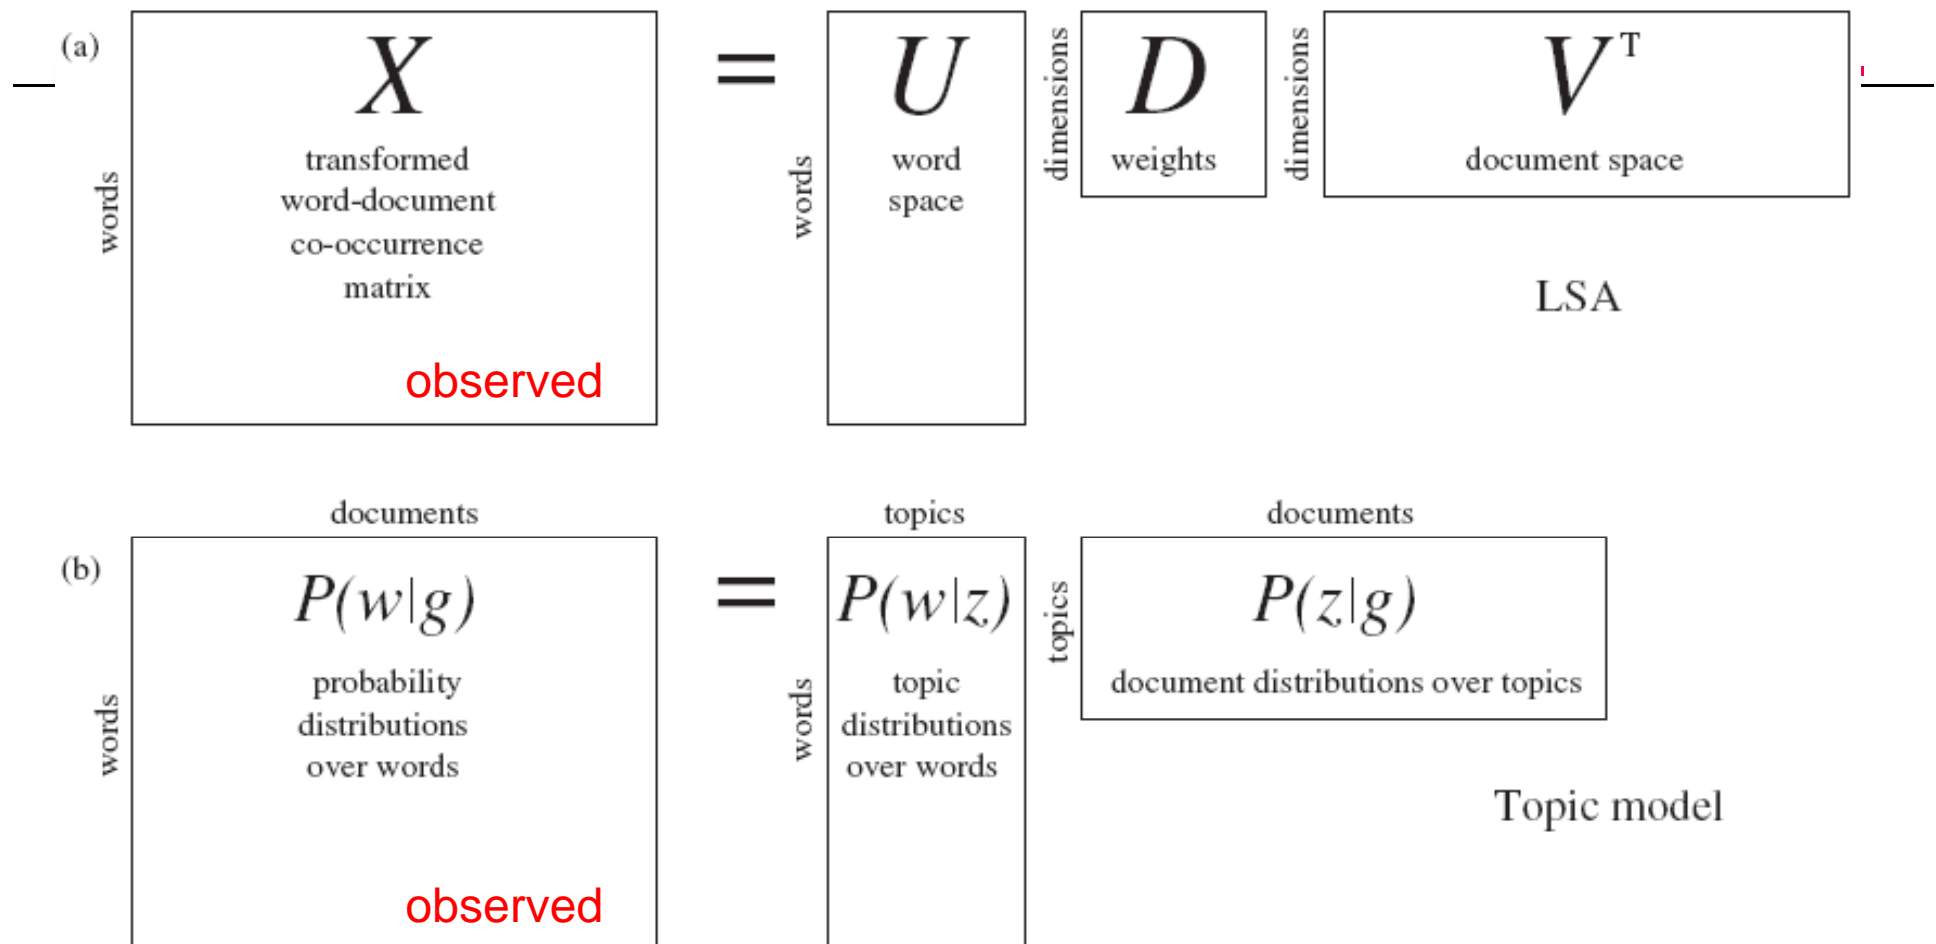 (a)
words
X
transformed
word-document
co-occurrence
matrix
observed
=
words
U
word
space
dimensions
D
weights
dimensions
V^T
document space
LSA
documents
topics
documents
(b)
words
P(w|g)
probability
distributions
over words
observed
=
words
P(w|z)
topic
distributions
over words
topics
P(z|g)
document distributions over topics
Topic model